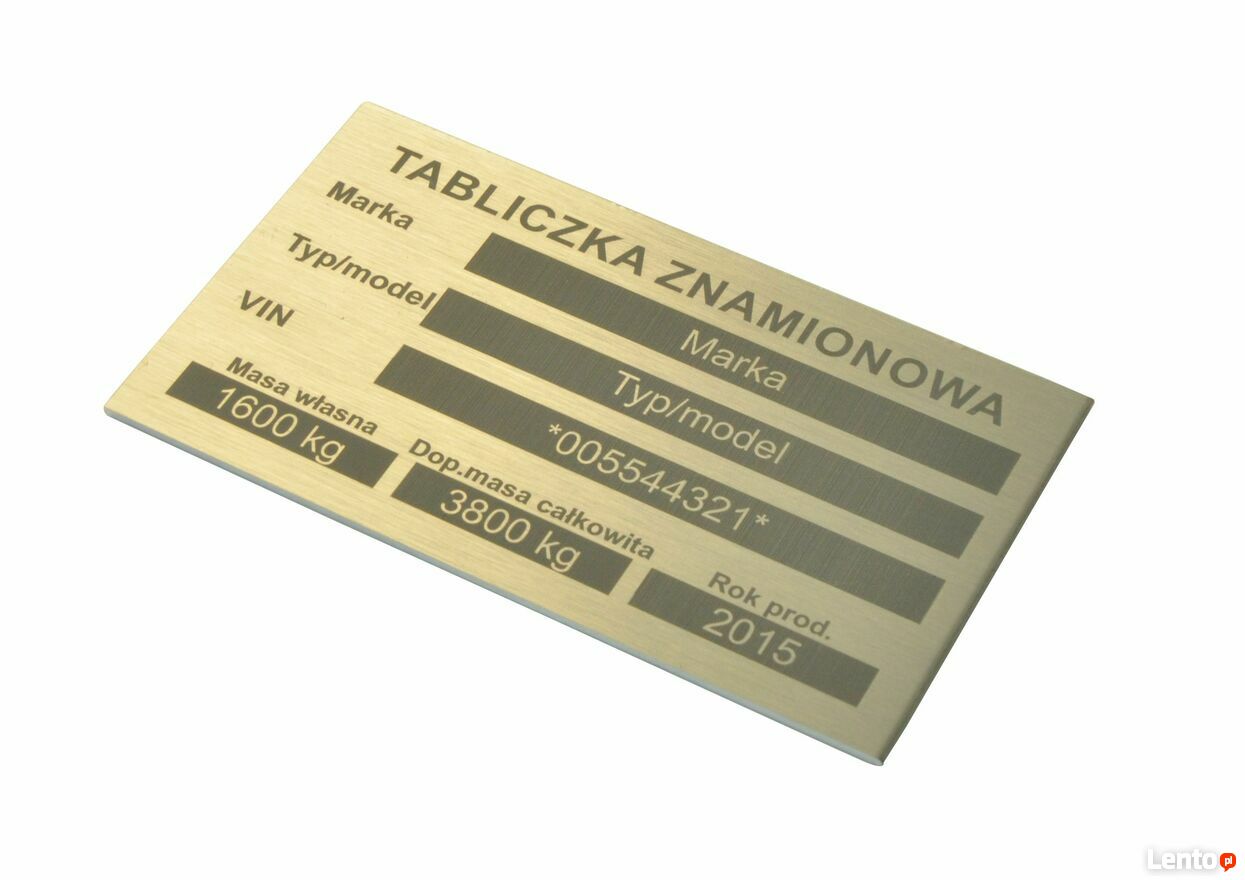 TABLICZKA ZNAMIONOWA
Marka
Marka
Typ/model
Typ/model
VIN
*005544321*
Masa własna
1600 kg
Dop.masa całkowita
3800 kg
Rok prod.
2015
Lento pl